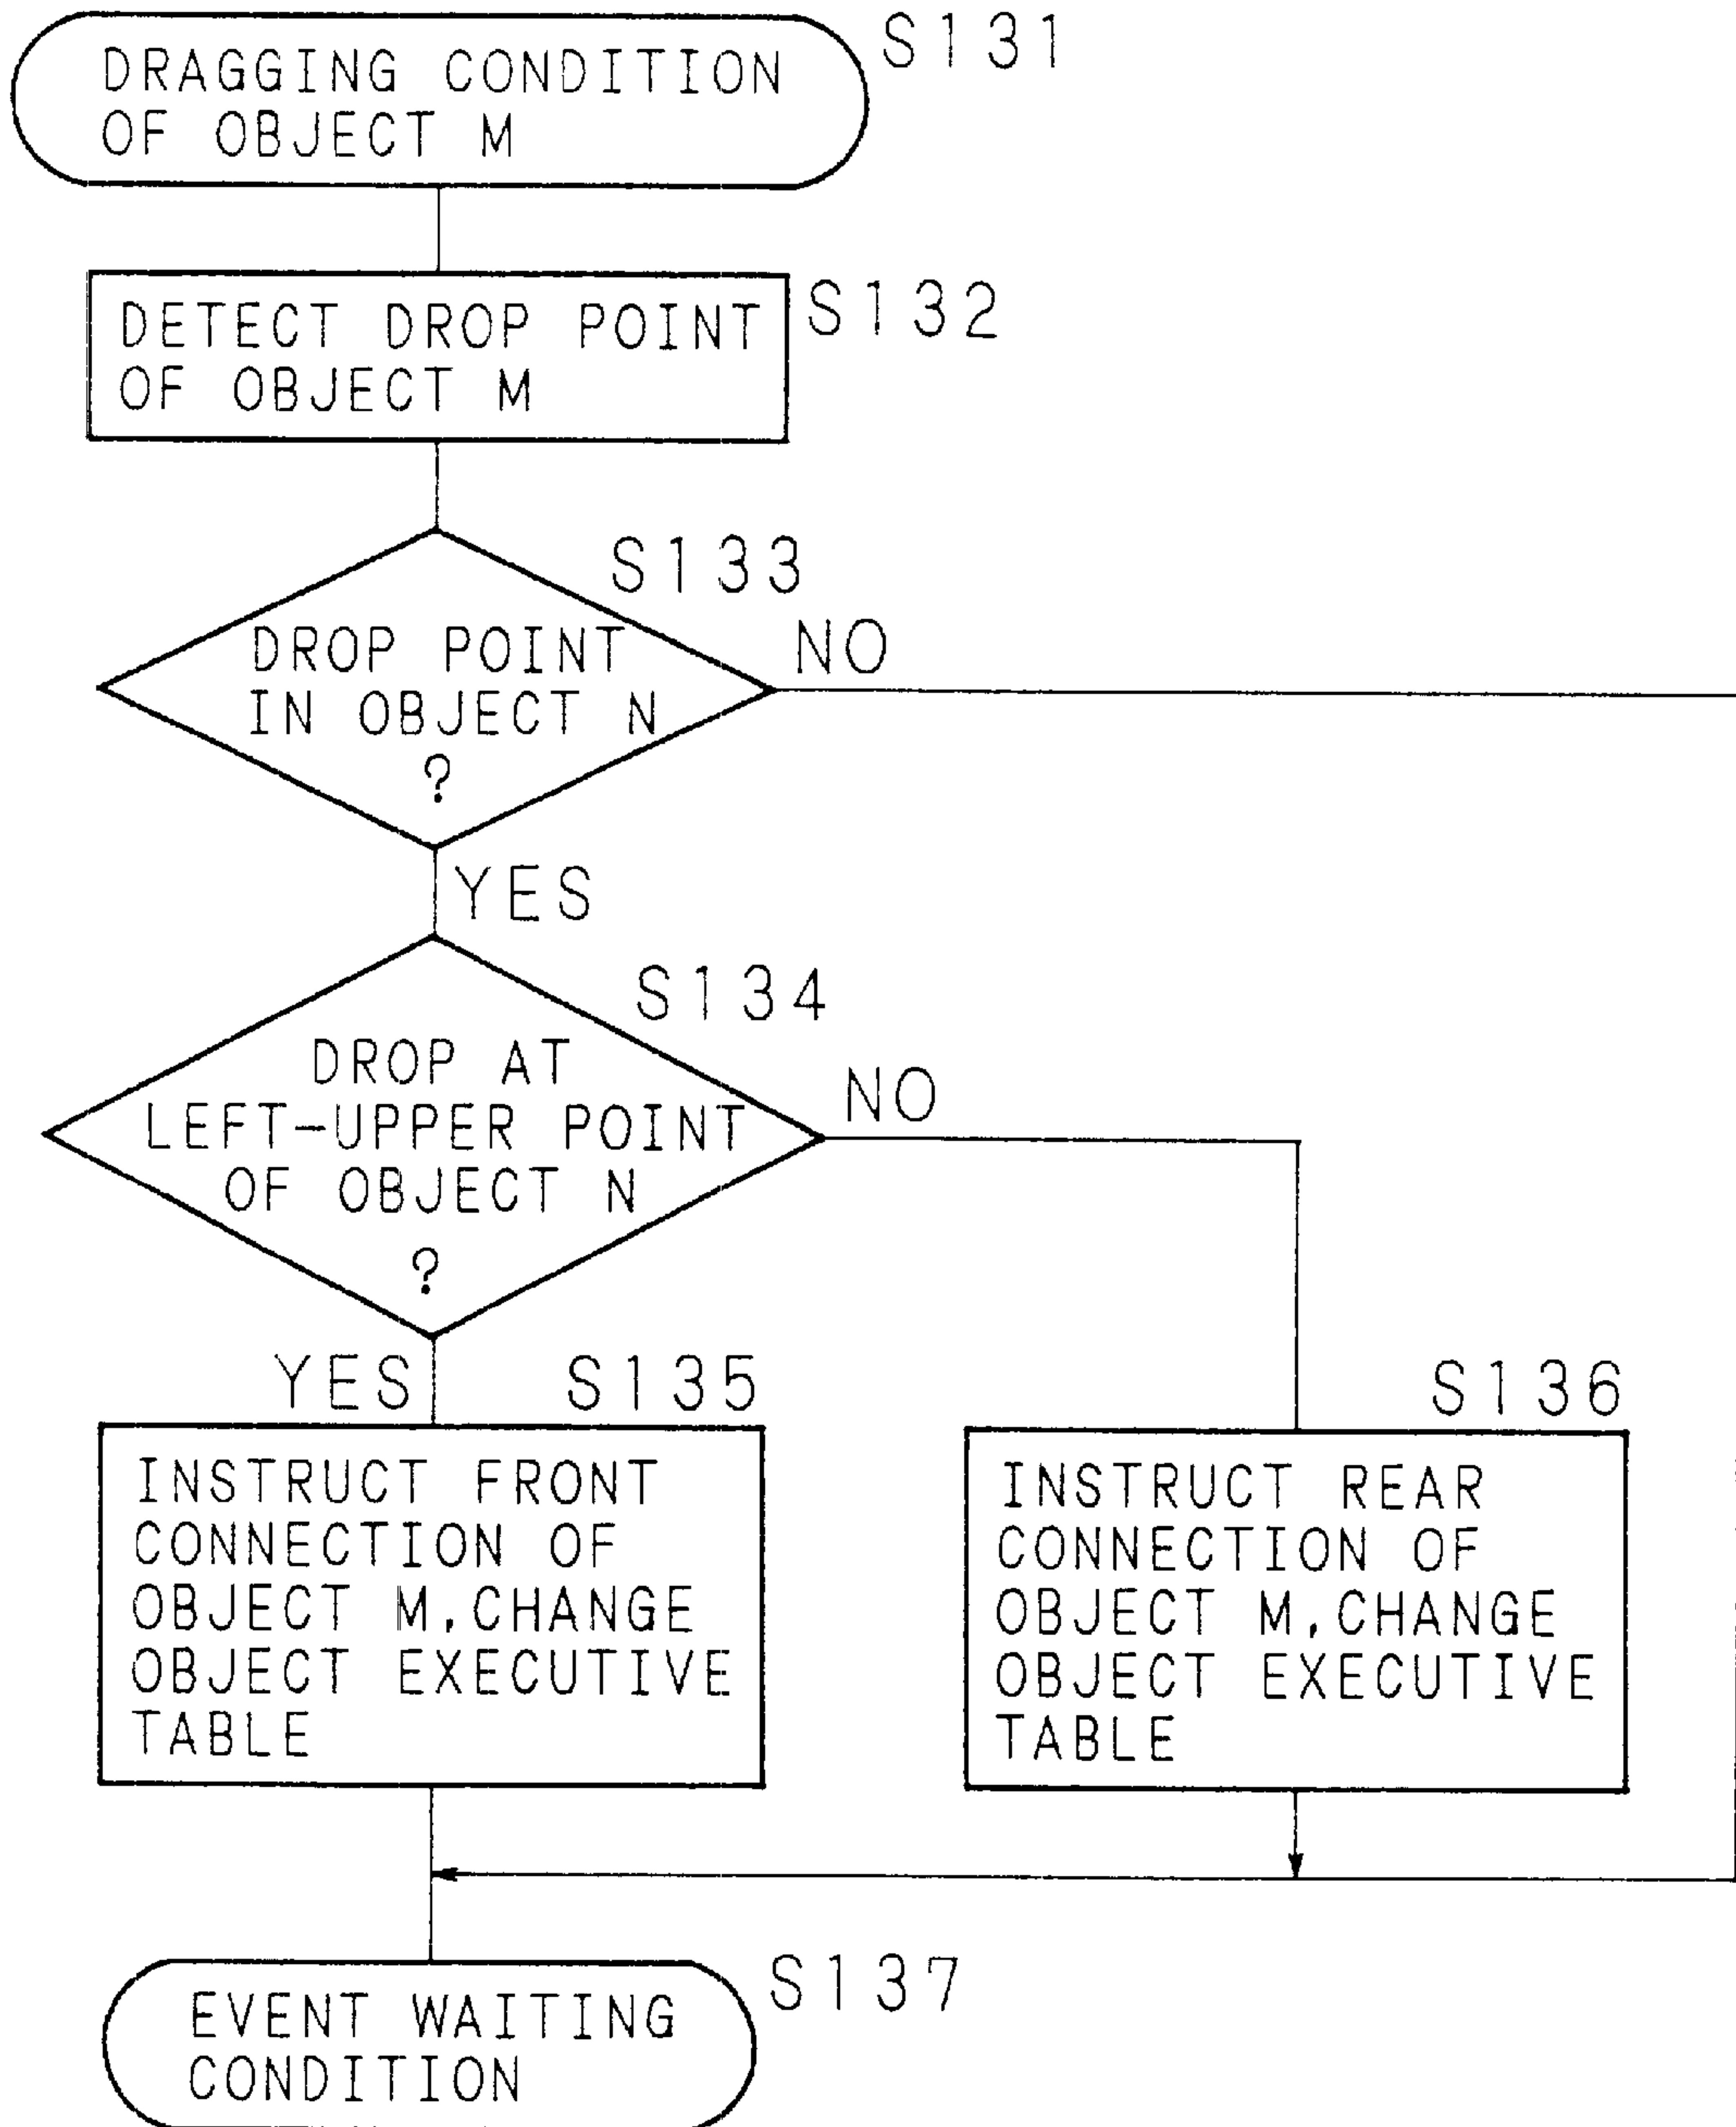 S131
DRAGGING CONDITION
OF OBJECT M
S132
DETECT DROP POINT
OF OBJECT M
S133
DROP POINT
IN OBJECT N
?
NO
YES
S134
DROP AT
LEFT-UPPER POINT
OF OBJECT N
?
NO
YES
S135
INSTRUCT FRONT
CONNECTION OF
OBJECT M,CHANGE
OBJECT EXECUTIVE
TABLE
S136
INSTRUCT REAR
CONNECTION OF
OBJECT M,CHANGE
OBJECT EXECUTIVE
TABLE
S137
EVENT WAITING
CONDITION